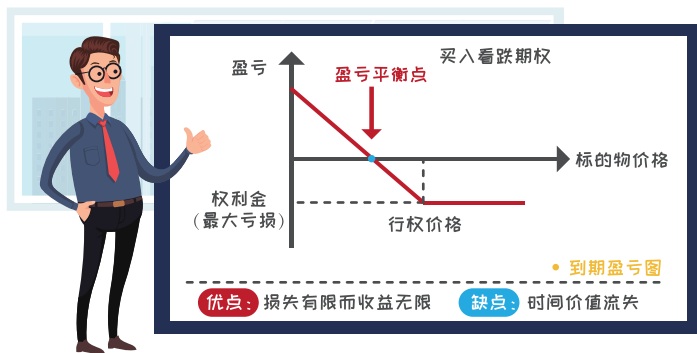 买入看跌期权
盈亏
盈亏平衡点
标的物价格
权利金
（最大亏损）
行权价格
• 到期盈亏图
优点： 损失有限而收益无限
缺点： 时间价值流失